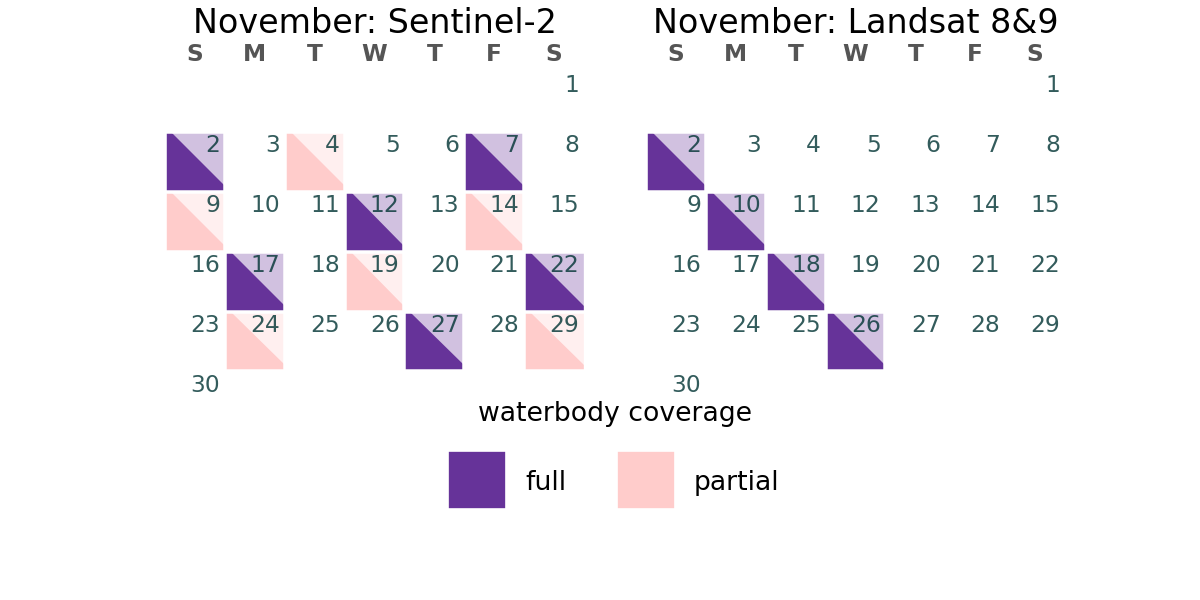 November: Sentinel-2
S M T W T F S
1
2 3 4 5 6 7 8
9 10 11 12 13 14 15
16 17 18 19 20 21 22
23 24 25 26 27 28 29
30
November: Landsat 8&9
S M T W T F S
1
2 3 4 5 6 7 8
9 10 11 12 13 14 15
16 17 18 19 20 21 22
23 24 25 26 27 28 29
30
waterbody coverage
full
partial